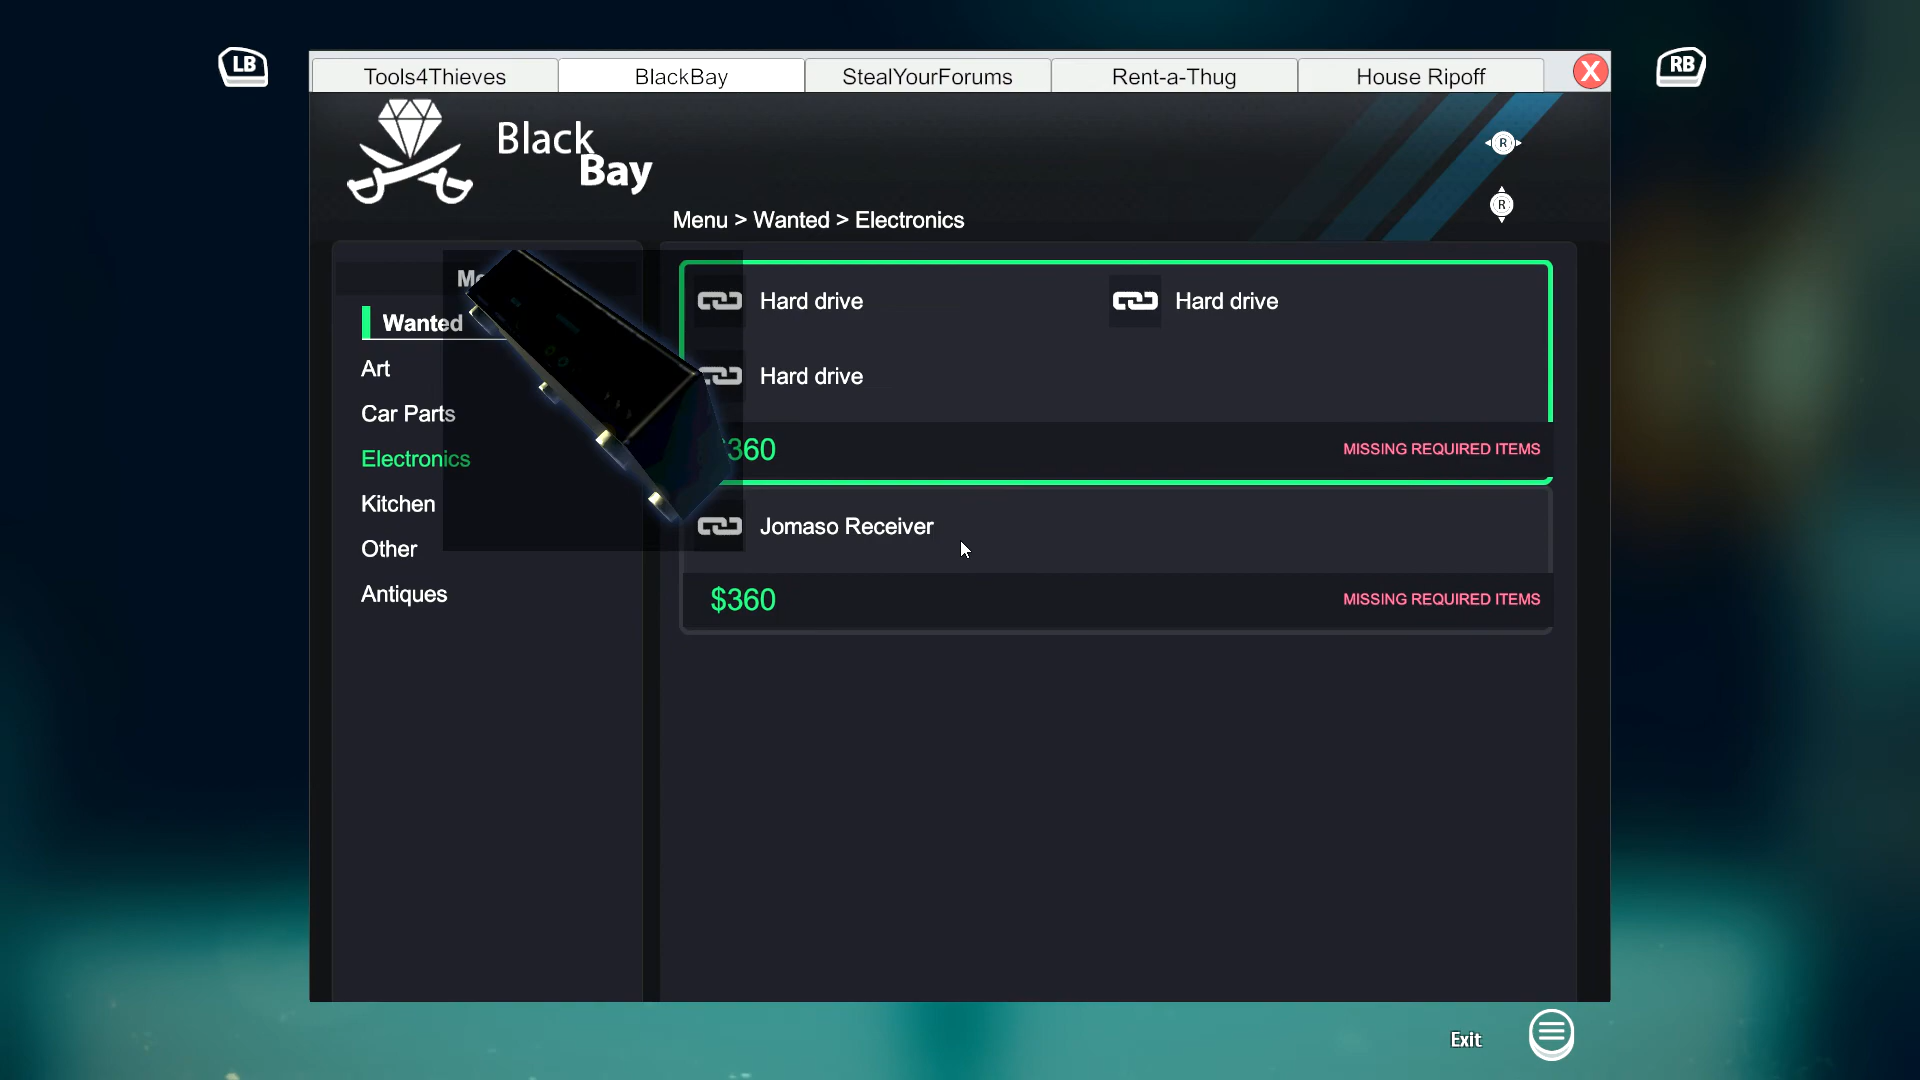 LB
RB
Tools4Thieves
BlackBay
StealYourForums
Rent-a-Thug
House Ripoff
X
Black
Bay
R
R
Menu > Wanted > Electronics
Wanted
Art
Car Parts
Electronics
Kitchen
Other
Antiques
Hard drive
Hard drive
Hard drive
$360
MISSING REQUIRED ITEMS
Jomaso Receiver
$360
MISSING REQUIRED ITEMS
Exit